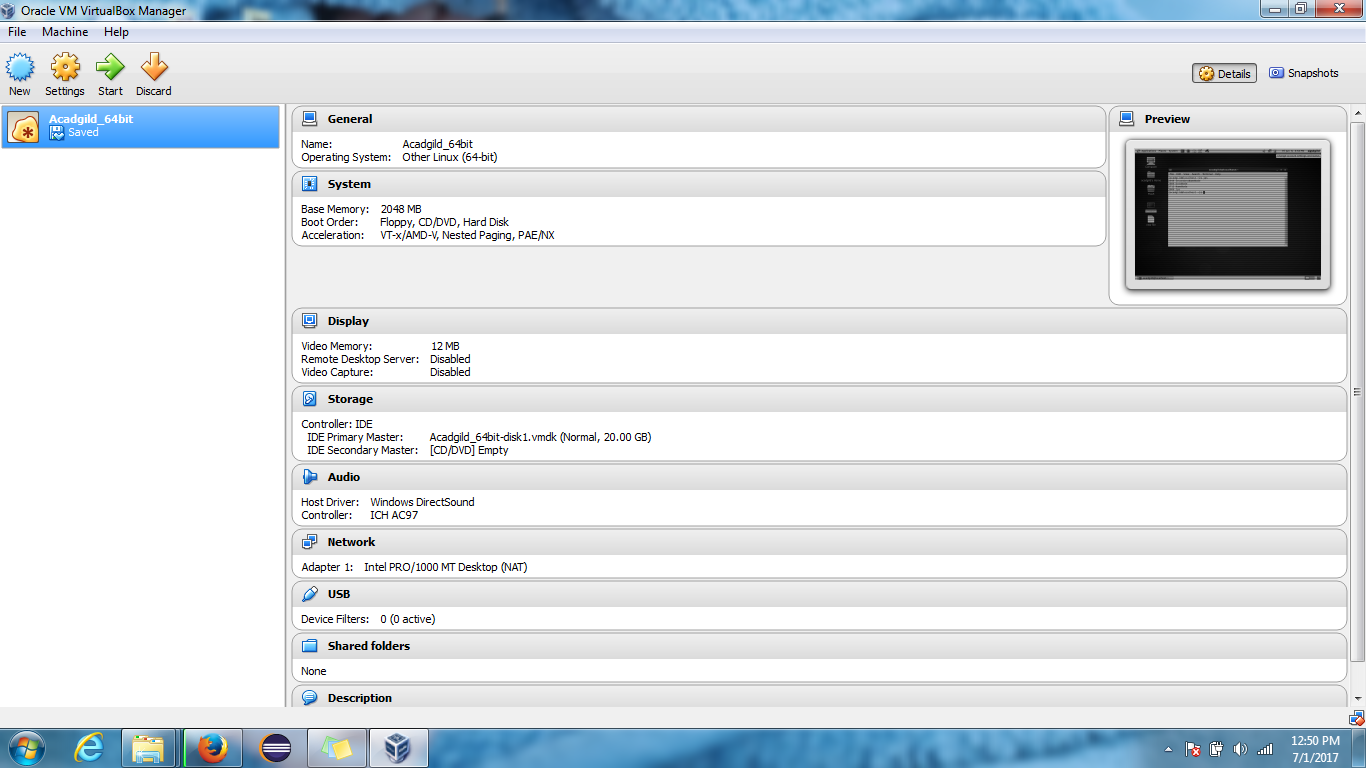 Oracle VM VirtualBox Manager
File Machine Help
New Settings Start Discard
Details Snapshots
Acadgild_64bit
Saved
General
Name: Acadgild_64bit
Operating System: Other Linux (64-bit)
System
Base Memory: 2048 MB
Boot Order: Floppy, CD/DVD, Hard Disk
Acceleration: VT-x/AMD-V, Nested Paging, PAE/NX
Preview
Display
Video Memory: 12 MB
Remote Desktop Server: Disabled
Video Capture: Disabled
Storage
Controller: IDE
IDE Primary Master: Acadgild_64bit-disk1.vmdk (Normal, 20.00 GB)
IDE Secondary Master: [CD/DVD] Empty
Audio
Host Driver: Windows DirectSound
Controller: ICH AC97
Network
Adapter 1: Intel PRO/1000 MT Desktop (NAT)
USB
Device Filters: 0 (0 active)
Shared folders
None
Description
12:50 PM
7/1/2017